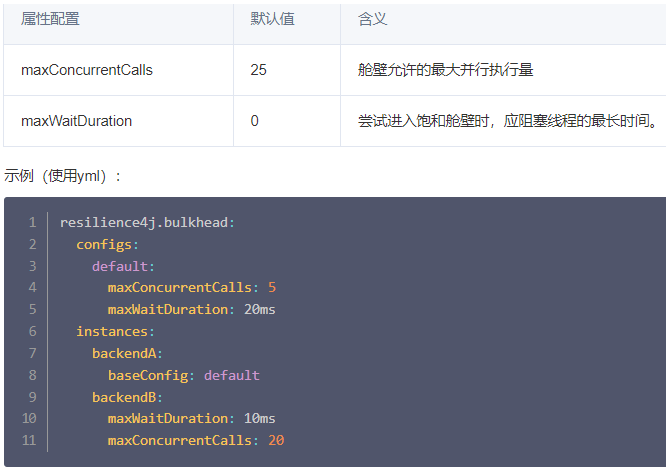 属性配置 默认值 含义
maxConcurrentCalls 25 舱壁允许的最大并行执行量
maxWaitDuration 0 尝试进入饱和舱壁时，应阻塞线程的最长时间。
示例（使用yml）:
1 resilience4j.bulkhead:
2   configs:
3     default:
4       maxConcurrentCalls: 5
5       maxWaitDuration: 20ms
6   instances:
7     backendA:
8       baseConfig: default
9     backendB:
10       maxWaitDuration: 10ms
11       maxConcurrentCalls: 20